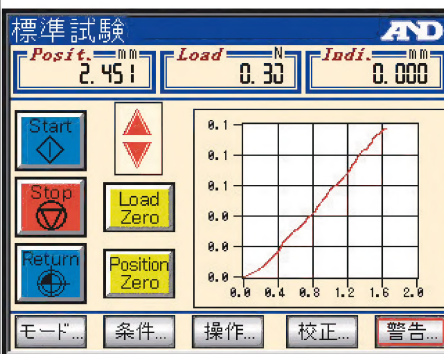 標準試験 AND
Posit. mm Load N Indi. mm
2.451 0.30 0.000
Start
Stop
Return
Load
Zero
Position
Zero
0.1
0.1
0.1
0.0
0.0
0.0
0.0 0.4 0.8 1.2 1.6 2.0
モード... 条件... 操作... 校正... 警告...